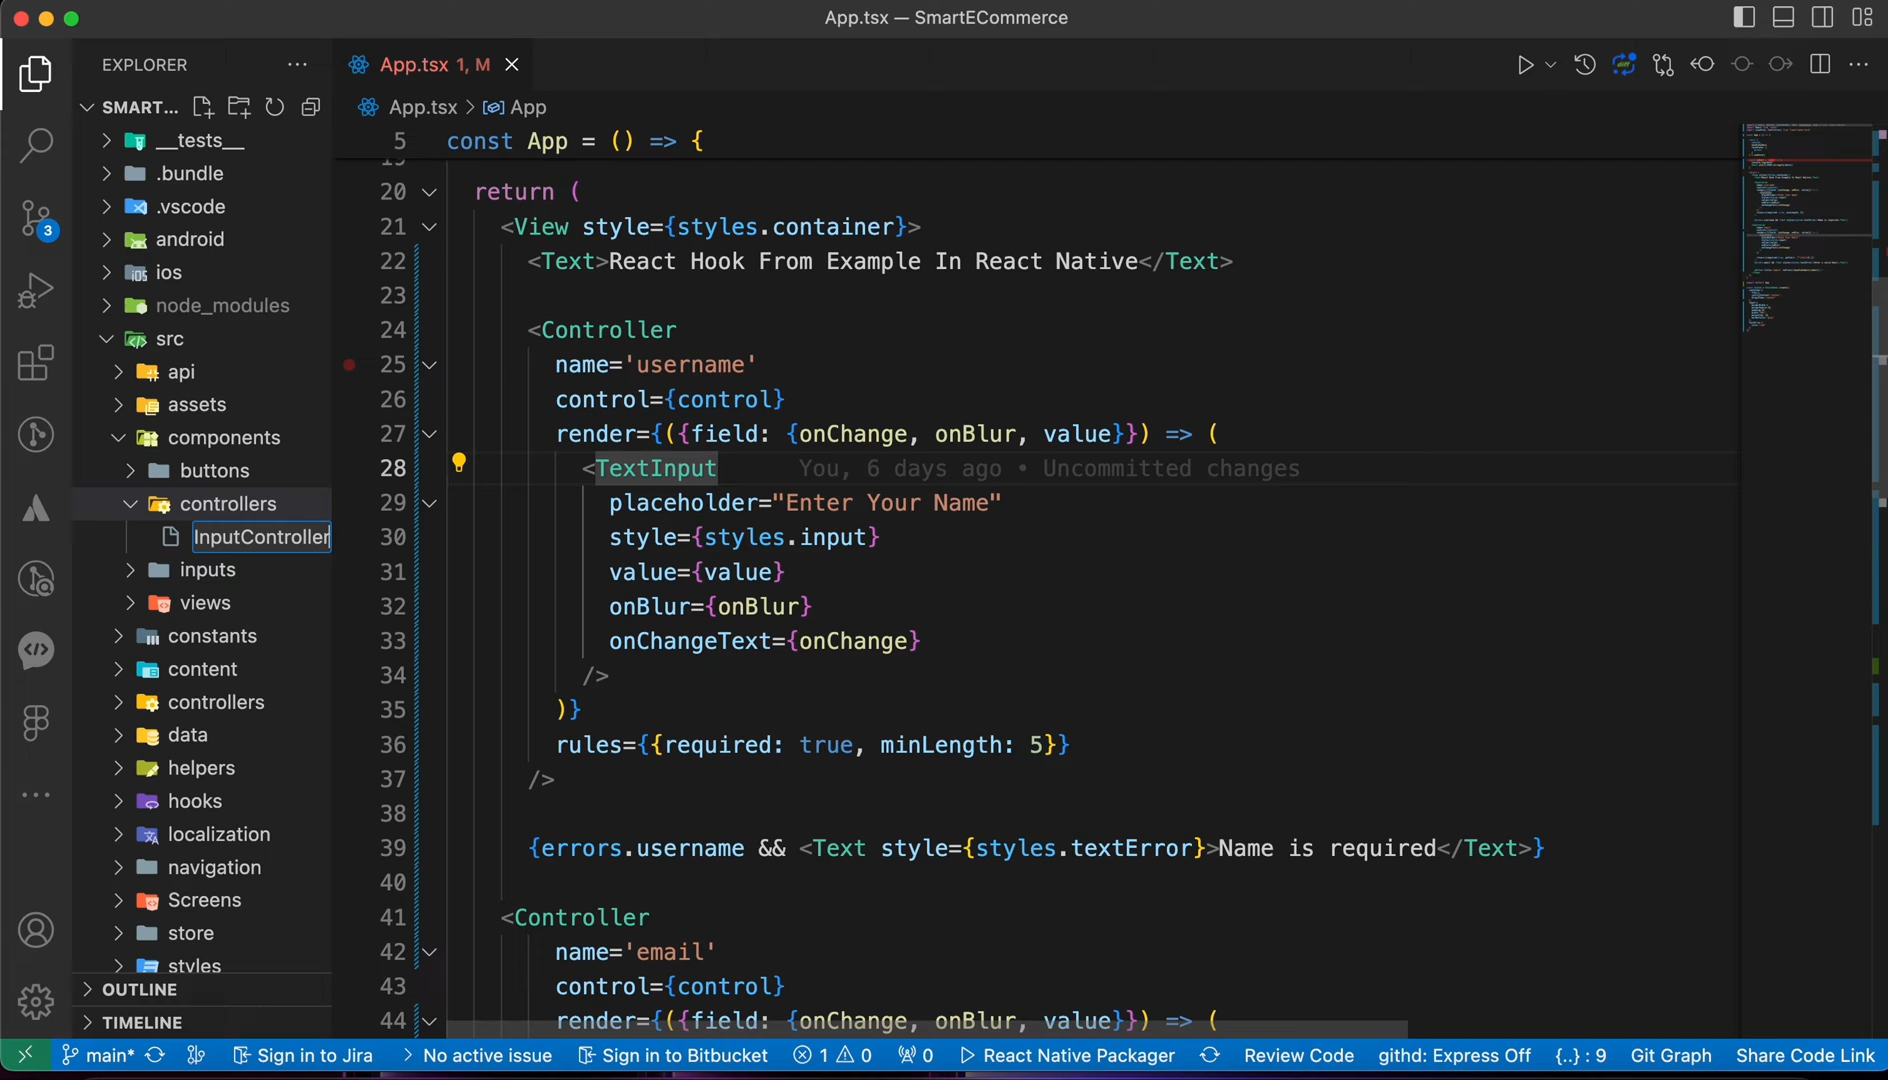 App.tsx — SmartECommerce
EXPLORER
App.tsx 1, M
SMART...
App.tsx > App
__tests__
5 const App = () => {
.bundle
19
20 return (
.vscode
21 <View style={styles.container}>
android
22 <Text>React Hook From Example In React Native</Text>
ios
23
node_modules
24 <Controller
src
25 name='username'
api
26 control={control}
assets
27 render={({field: {onChange, onBlur, value}}) => (
components
28 <TextInput You, 6 days ago • Uncommitted changes
buttons
29 placeholder="Enter Your Name"
controllers
30 style={styles.input}
InputController
31 value={value}
inputs
32 onBlur={onBlur}
views
33 onChangeText={onChange}
constants
34 />
content
35 )}
controllers
36 rules={{required: true, minLength: 5}}
data
37 />
helpers
38
hooks
39 {errors.username && <Text style={styles.textError}>Name is required</Text>}
localization
40
navigation
41 <Controller
Screens
42 name='email'
store
43 control={control}
styles
44 render={({field: {onChange, onBlur, value}}) => (
OUTLINE
TIMELINE
3
diff
main* Sign in to Jira No active issue Sign in to Bitbucket 1 0 0 React Native Packager Review Code githd: Express Off {..} : 9 Git Graph Share Code Link